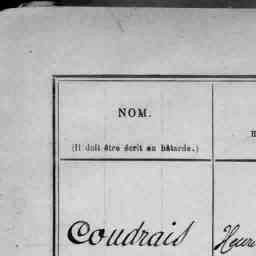 NOM.
(Il doit être écrit en bâtarde.)
Coudrais